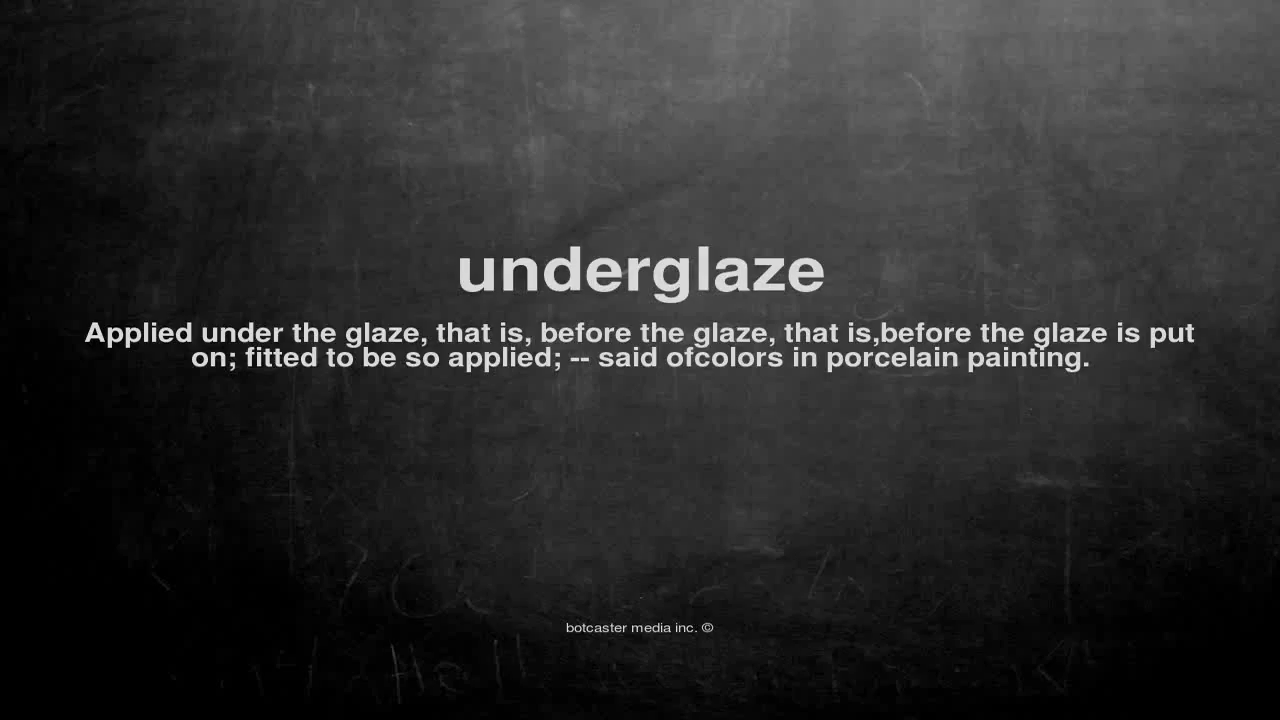 underglaze
Applied under the glaze, that is, before the glaze, that is,before the glaze is put
on; fitted to be so applied; -- said ofcolors in porcelain painting.
botcaster media inc. ©